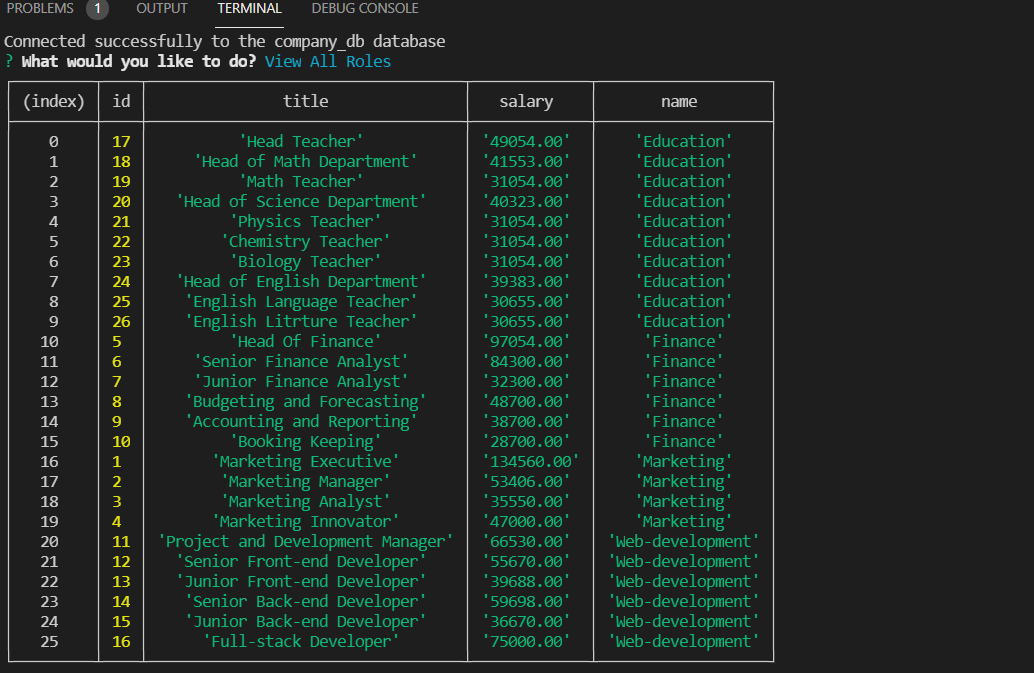 PROBLEMS 1 OUTPUT TERMINAL DEBUG CONSOLE
Connected successfully to the company_db database
? What would you like to do? View All Roles
(index) id title salary name
0 17 'Head Teacher' '49054.00' 'Education'
1 18 'Head of Math Department' '41553.00' 'Education'
2 19 'Math Teacher' '31054.00' 'Education'
3 20 'Head of Science Department' '40323.00' 'Education'
4 21 'Physics Teacher' '31054.00' 'Education'
5 22 'Chemistry Teacher' '31054.00' 'Education'
6 23 'Biology Teacher' '31054.00' 'Education'
7 24 'Head of English Department' '39383.00' 'Education'
8 25 'English Language Teacher' '30655.00' 'Education'
9 26 'English Litrture Teacher' '30655.00' 'Education'
10 5 'Head Of Finance' '97054.00' 'Finance'
11 6 'Senior Finance Analyst' '84300.00' 'Finance'
12 7 'Junior Finance Analyst' '32300.00' 'Finance'
13 8 'Budgeting and Forecasting' '48700.00' 'Finance'
14 9 'Accounting and Reporting' '38700.00' 'Finance'
15 10 'Booking Keeping' '28700.00' 'Finance'
16 1 'Marketing Executive' '134560.00' 'Marketing'
17 2 'Marketing Manager' '53406.00' 'Marketing'
18 3 'Marketing Analyst' '35550.00' 'Marketing'
19 4 'Marketing Innovator' '47000.00' 'Marketing'
20 11 'Project and Development Manager' '66530.00' 'Web-development'
21 12 'Senior Front-end Developer' '55670.00' 'Web-development'
22 13 'Junior Front-end Developer' '39688.00' 'Web-development'
23 14 'Senior Back-end Developer' '59698.00' 'Web-development'
24 15 'Junior Back-end Developer' '36670.00' 'Web-development'
25 16 'Full-stack Developer' '75000.00' 'Web-development'